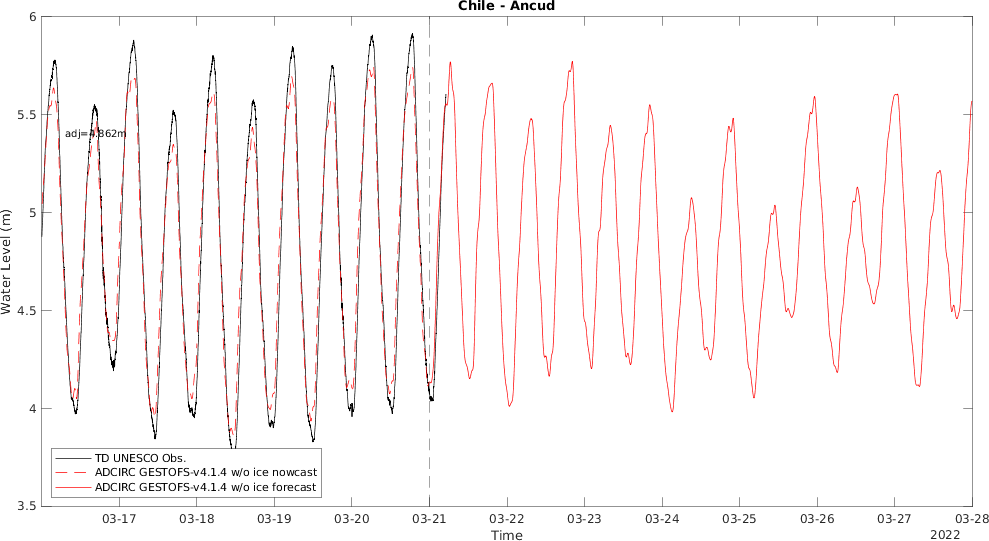 Chile - Ancud
6
5.5
5
4.5
4
3.5
Water Level (m)
adj=4.862m
TD UNESCO Obs.
ADCIRC GESTOFS-v4.1.4 w/o ice nowcast
ADCIRC GESTOFS-v4.1.4 w/o ice forecast
03-17 03-18 03-19 03-20 03-21 03-22 03-23 03-24 03-25 03-26 03-27 03-28
Time
2022